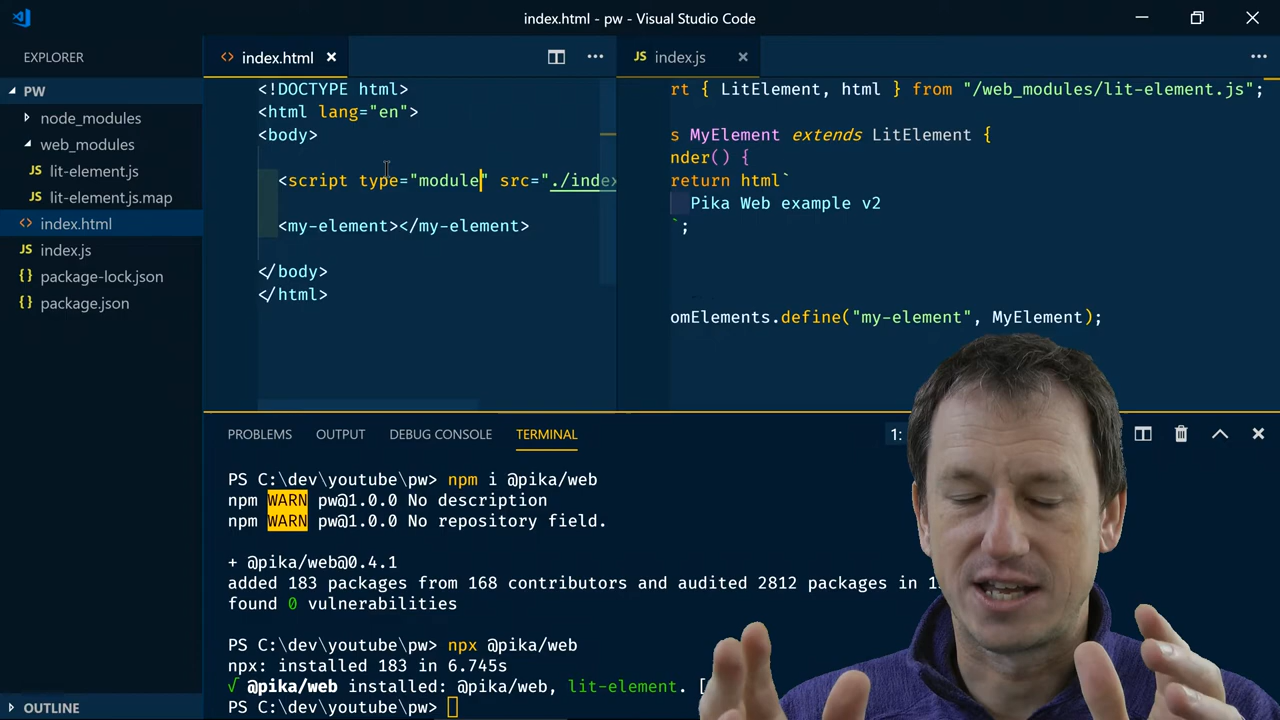 index.html - pw - Visual Studio Code
EXPLORER
PW
node_modules
web_modules
lit-element.js
lit-element.js.map
index.html
index.js
package-lock.json
package.json
OUTLINE
index.html
<!DOCTYPE html>
<html lang="en">
<body>
<script type="module" src="./index
<my-element></my-element>
</body>
</html>
JS index.js
rt { LitElement, html } from "/web_modules/lit-element.js";
s MyElement extends LitElement {
nder() {
return html`
Pika Web example v2
`;
omElements.define("my-element", MyElement);
PROBLEMS OUTPUT DEBUG CONSOLE TERMINAL 1:
PS C:\dev\youtube\pw> npm i @pika/web
npm WARN pw@1.0.0 No description
npm WARN pw@1.0.0 No repository field.
+ @pika/web@0.4.1
added 183 packages from 168 contributors and audited 2812 packages in 1
found 0 vulnerabilities
PS C:\dev\youtube\pw> npx @pika/web
npx: installed 183 in 6.745s
√ @pika/web installed: @pika/web, lit-element. [
PS C:\dev\youtube\pw>